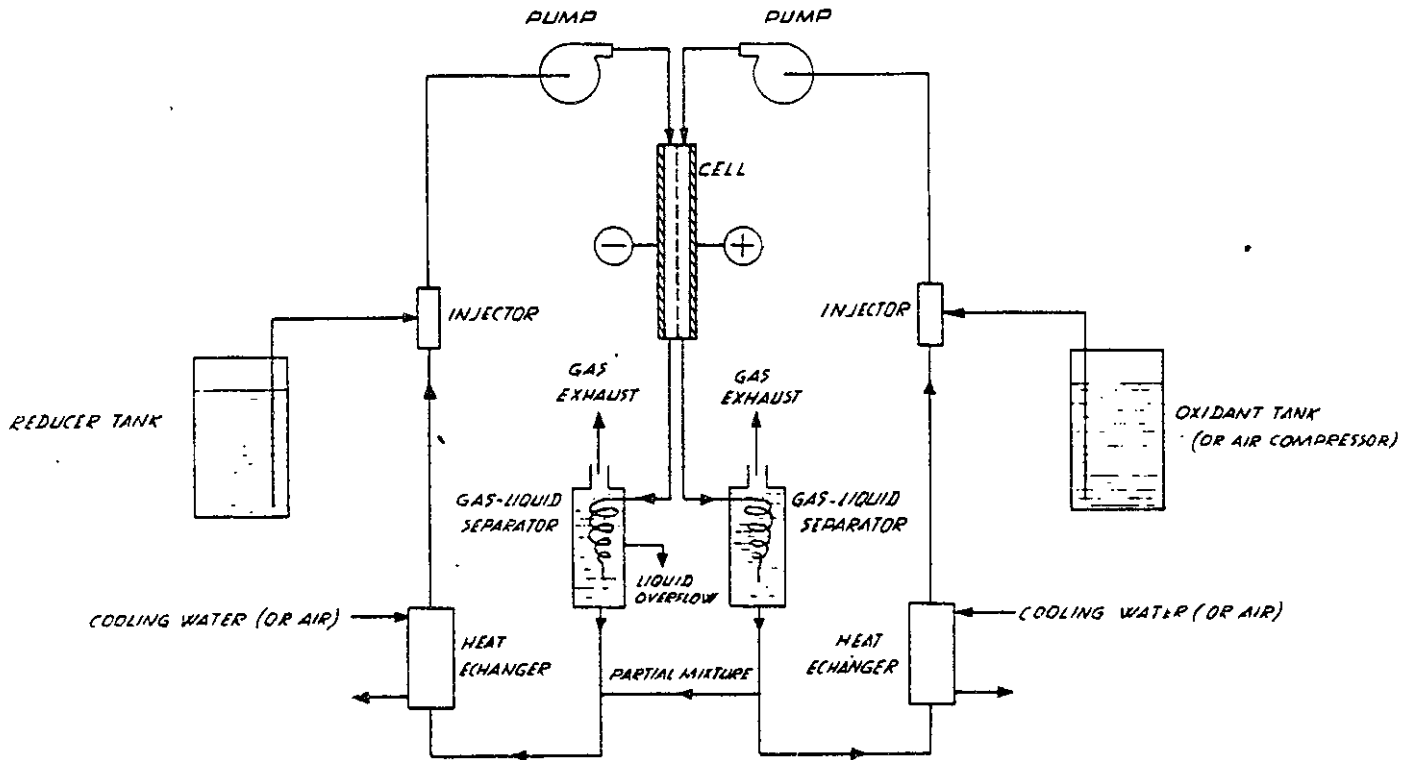 PUMP
PUMP
CELL
−
+
INJECTOR
INJECTOR
GAS
EXHAUST
GAS
EXHAUST
REDUCER TANK
OXIDANT TANK
(OR AIR COMPRESSOR)
GAS-LIQUID
SEPARATOR
GAS-LIQUID
SEPARATOR
LIQUID
OVERFLOW
COOLING WATER (OR AIR)
COOLING WATER (OR AIR)
HEAT
ECHANGER
HEAT
ECHANGER
PARTIAL MIXTURE